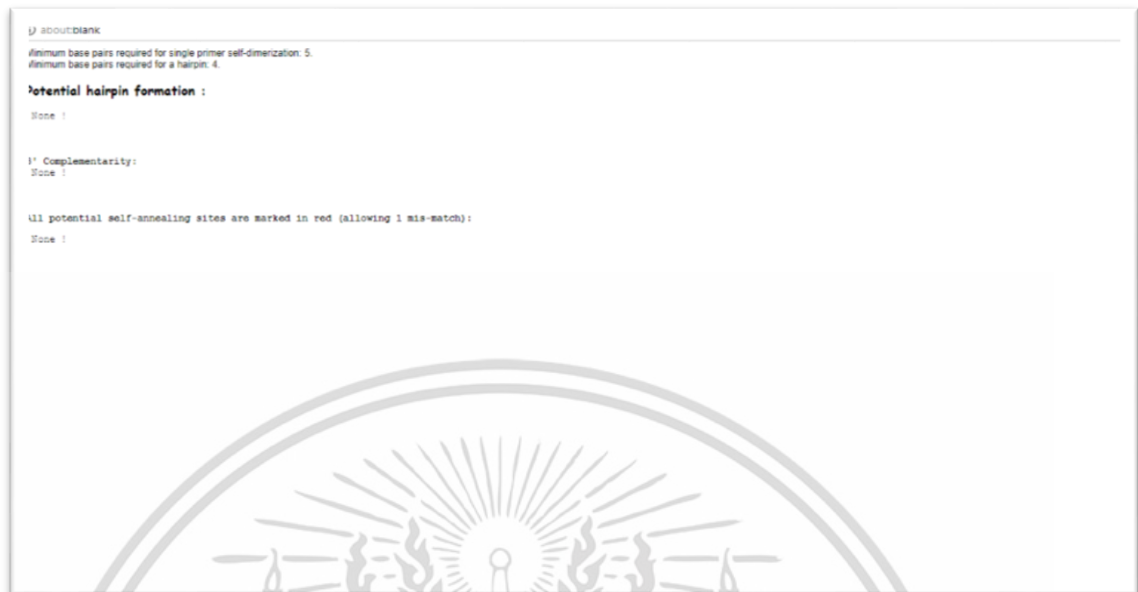 about:blank
Minimum base pairs required for single primer self-dimerization: 5.
Minimum base pairs required for a hairpin: 4.
Potential hairpin formation :
None !
3' Complementarity:
None !
All potential self-annealing sites are marked in red (allowing 1 mis-match):
None !